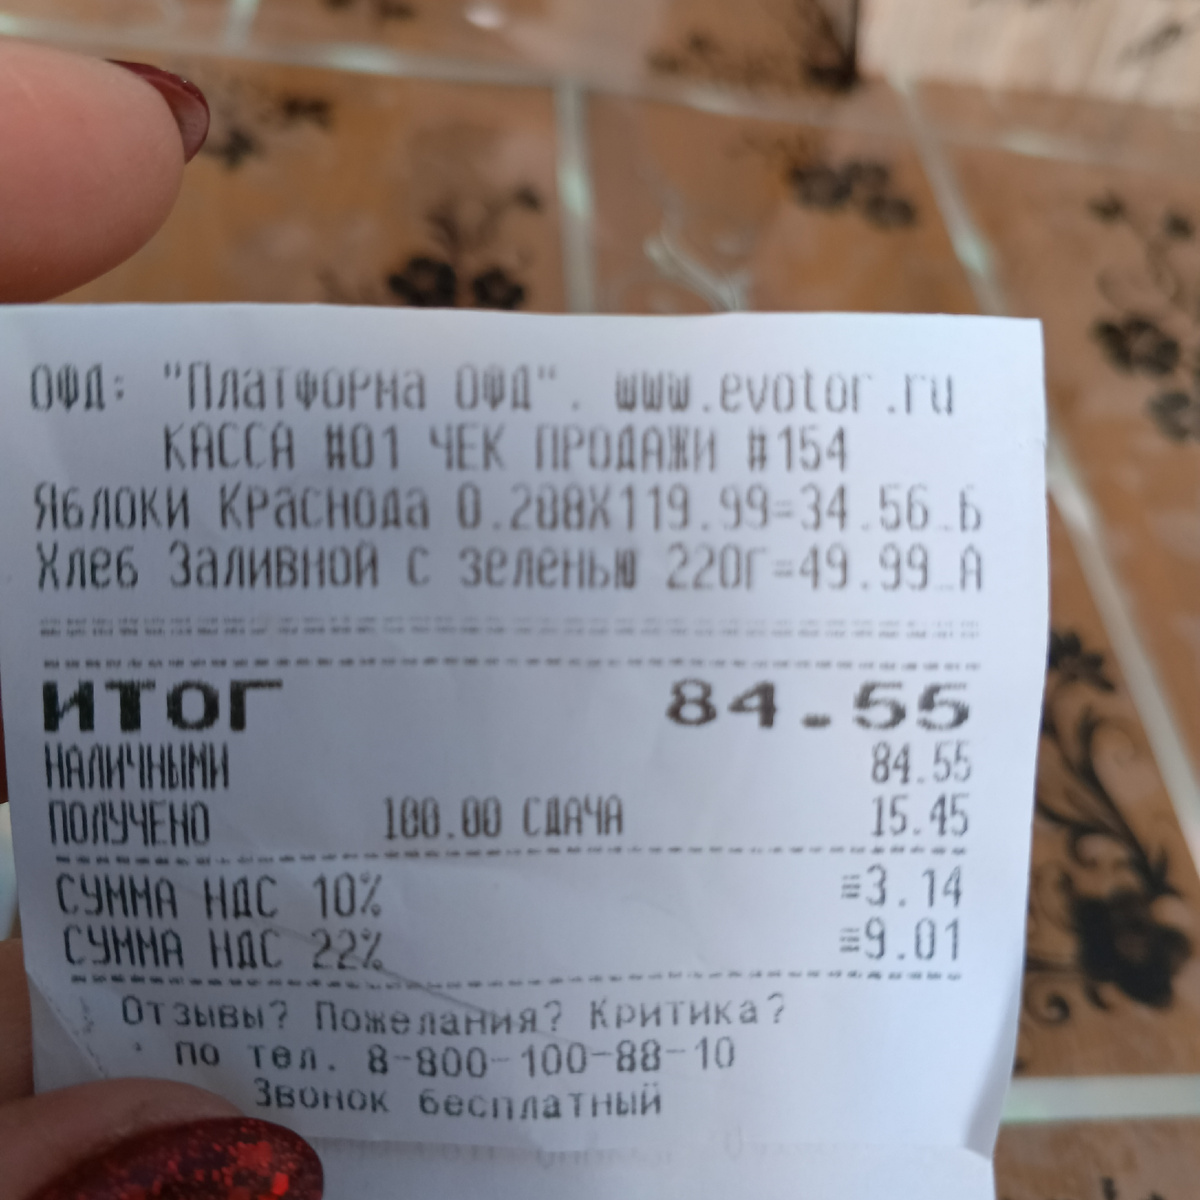 ОФД: "Платформа ОФД". www.evotor.ru
КАССА #01 ЧЕК ПРОДАЖИ #154
Яблоки Краснода 0.288X119.99=34.56_Б
Хлеб Заливной с зеленью 220г=49.99_А
ИТОГ 84.55
НАЛИЧНЫМИ 84.55
ПОЛУЧЕНО 100.00 СДАЧА 15.45
СУММА НДС 10% ≡3.14
СУММА НДС 22% ≡9.01
Отзывы? Пожелания? Критика?
по тел. 8-800-100-88-10
Звонок бесплатный